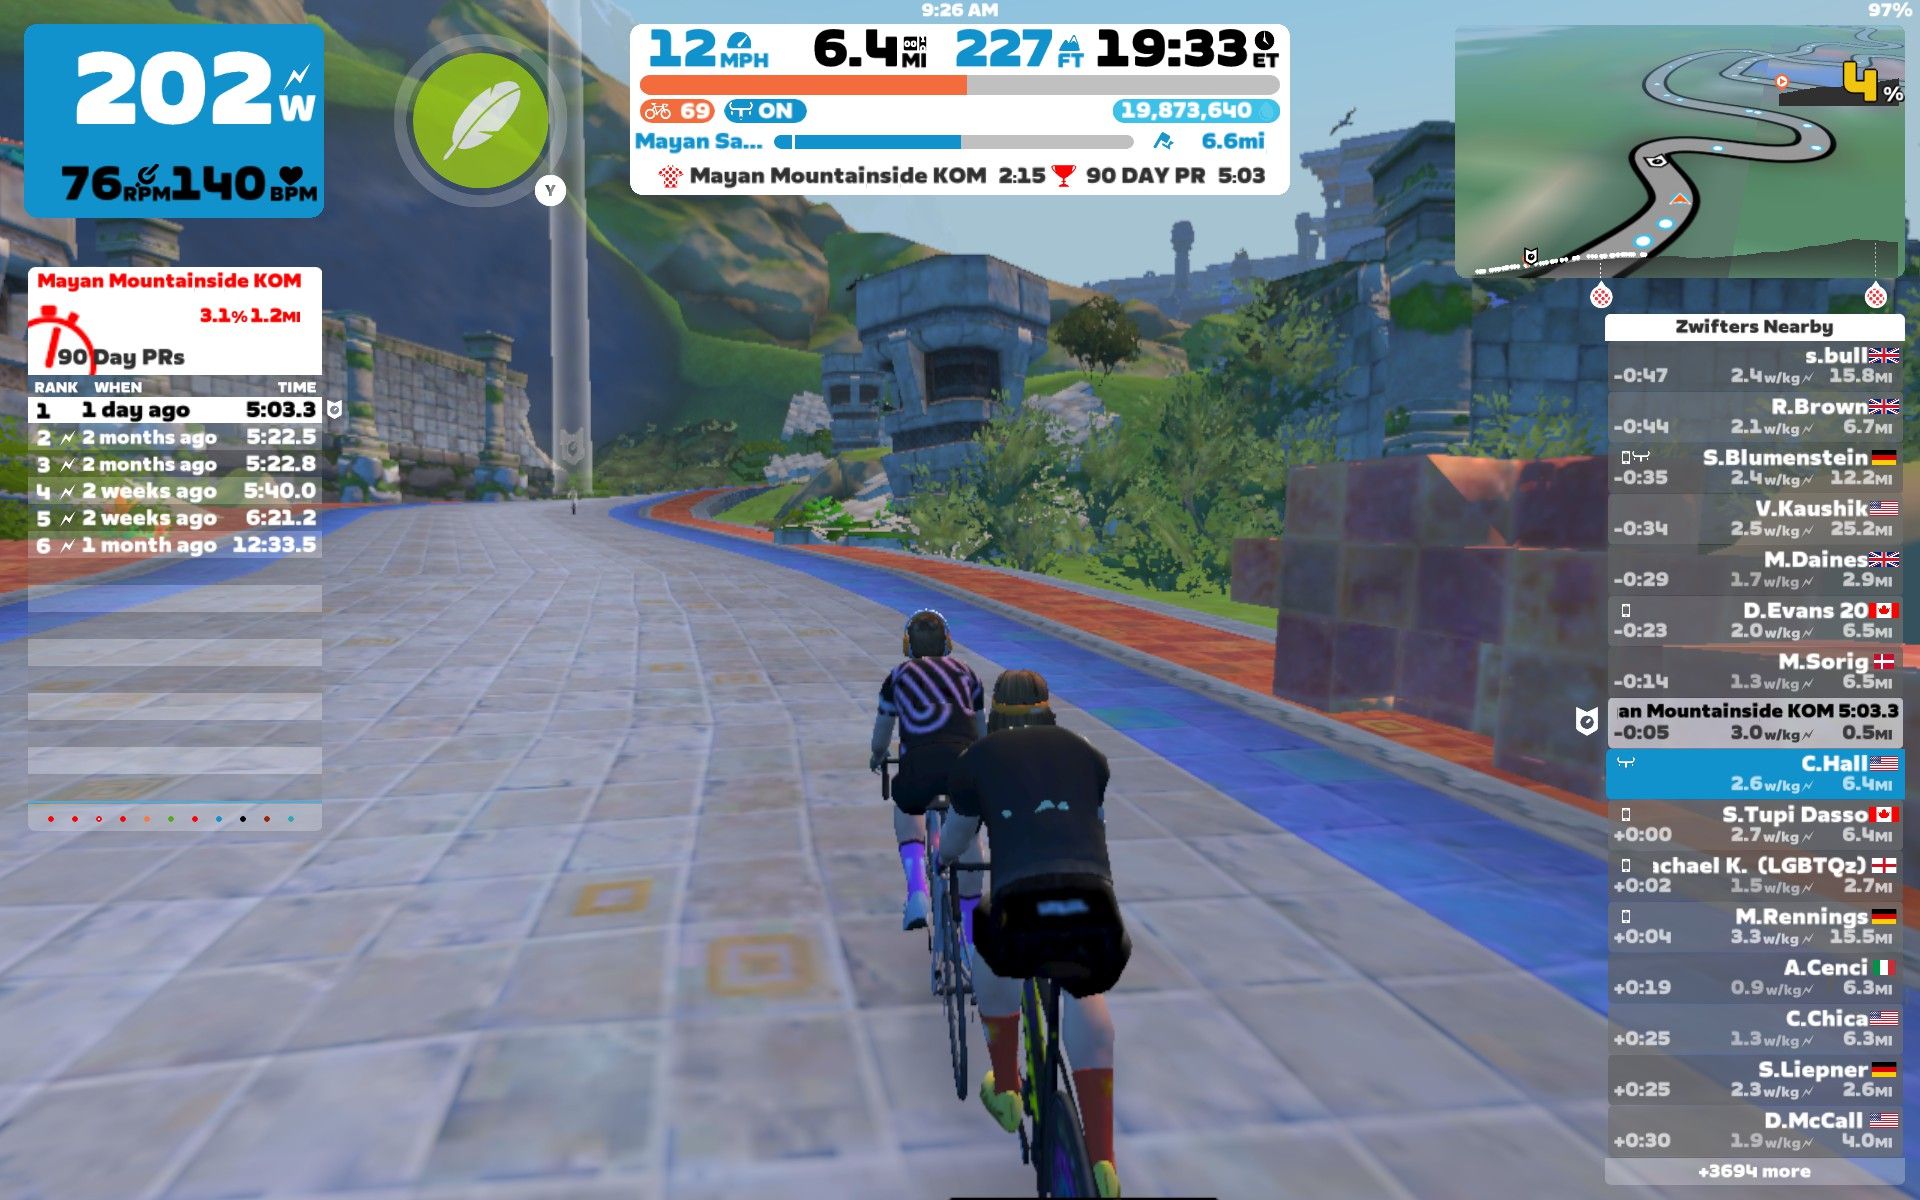 9:26 AM
97%
202 W
76 RPM 140 BPM
Y
12 MPH 6.4 MI 227 FT 19:33 ET
69 ON 19,873,640
Mayan Sa... 6.6mi
Mayan Mountainside KOM 2:15 90 DAY PR 5:03
4 %
Mayan Mountainside KOM
3.1% 1.2MI
90 Day PRs
RANK WHEN TIME
1 1 day ago 5:03.3
2 2 months ago 5:22.5
3 2 months ago 5:22.8
4 2 weeks ago 5:40.0
5 2 weeks ago 6:21.2
6 1 month ago 12:33.5
Zwifters Nearby
s.bull
-0:47 2.4w/kg 15.8MI
R.Brown
-0:44 2.1w/kg 6.7MI
S.Blumenstein
-0:35 2.4w/kg 12.2MI
V.Kaushik
-0:34 2.5w/kg 25.2MI
M.Daines
-0:29 1.7w/kg 2.9MI
D.Evans 20
-0:23 2.0w/kg 6.5MI
M.Sorig
-0:14 1.3w/kg 6.5MI
an Mountainside KOM 5:03.3
-0:05 3.0w/kg 0.5MI
C.Hall
2.6w/kg 6.4MI
S.Tupi Dasso
+0:00 2.7w/kg 6.4MI
achael K. (LGBTQz)
+0:02 1.5w/kg 2.7MI
M.Rennings
+0:04 3.3w/kg 15.5MI
A.Cenci
+0:19 0.9w/kg 6.3MI
C.Chica
+0:25 1.3w/kg 6.3MI
S.Liepner
+0:25 2.3w/kg 2.6MI
D.McCall
+0:30 1.9w/kg 4.0MI
+3694 more